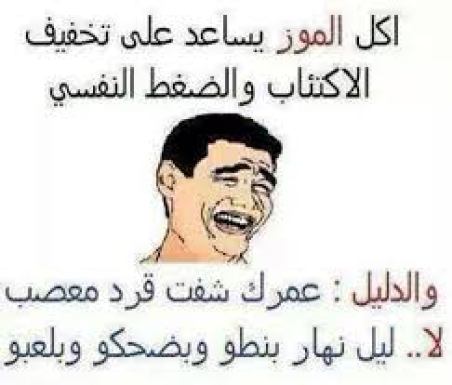 اكل الموز يساعد على تخفيف
الاكتئاب والضغط النفسي
والدليل : عمرك شفت قرد معصب
لا.. ليل نهار بنطو وبضحكو وبلعبو